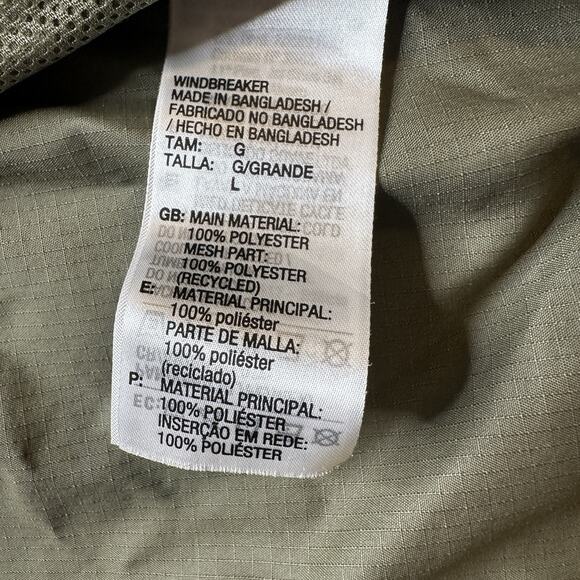 WINDBREAKER
MADE IN BANGLADESH /
FABRICADO NO BANGLADESH
/ HECHO EN BANGLADESH
TAM: G
TALLA: G/GRANDE
L
GB: MAIN MATERIAL:
100% POLYESTER
MESH PART:
100% POLYESTER
(RECYCLED)
E: MATERIAL PRINCIPAL:
100% poliéster
PARTE DE MALLA:
100% poliéster
(reciclado)
P: MATERIAL PRINCIPAL:
100% POLIÉSTER
INSERÇÃO EM REDE:
100% POLIÉSTER